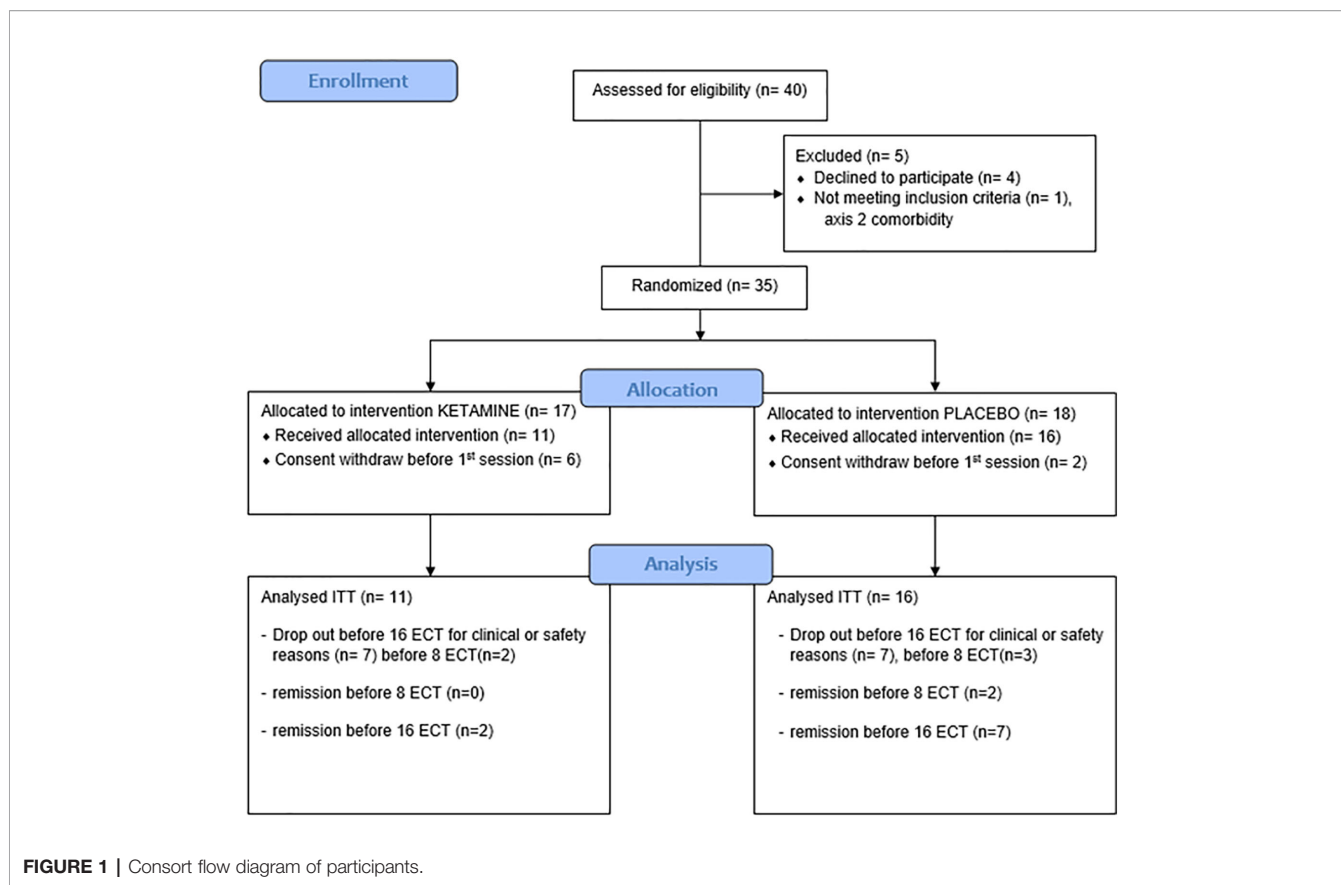 Enrollment
Assessed for eligibility (n= 40)
Excluded (n= 5)
♦ Declined to participate (n= 4)
♦ Not meeting inclusion criteria (n= 1),
axis 2 comorbidity
Randomized (n= 35)
Allocation
Allocated to intervention KETAMINE (n= 17)
♦ Received allocated intervention (n= 11)
♦ Consent withdraw before 1st session (n= 6)
Allocated to intervention PLACEBO (n= 18)
♦ Received allocated intervention (n= 16)
♦ Consent withdraw before 1st session (n= 2)
Analysis
Analysed ITT (n= 11)
- Drop out before 16 ECT for clinical or safety
reasons (n= 7) before 8 ECT(n=2)
- remission before 8 ECT (n=0)
- remission before 16 ECT (n=2)
Analysed ITT (n= 16)
- Drop out before 16 ECT for clinical or safety
reasons (n= 7), before 8 ECT(n=3)
- remission before 8 ECT (n=2)
- remission before 16 ECT (n=7)
FIGURE 1 | Consort flow diagram of participants.